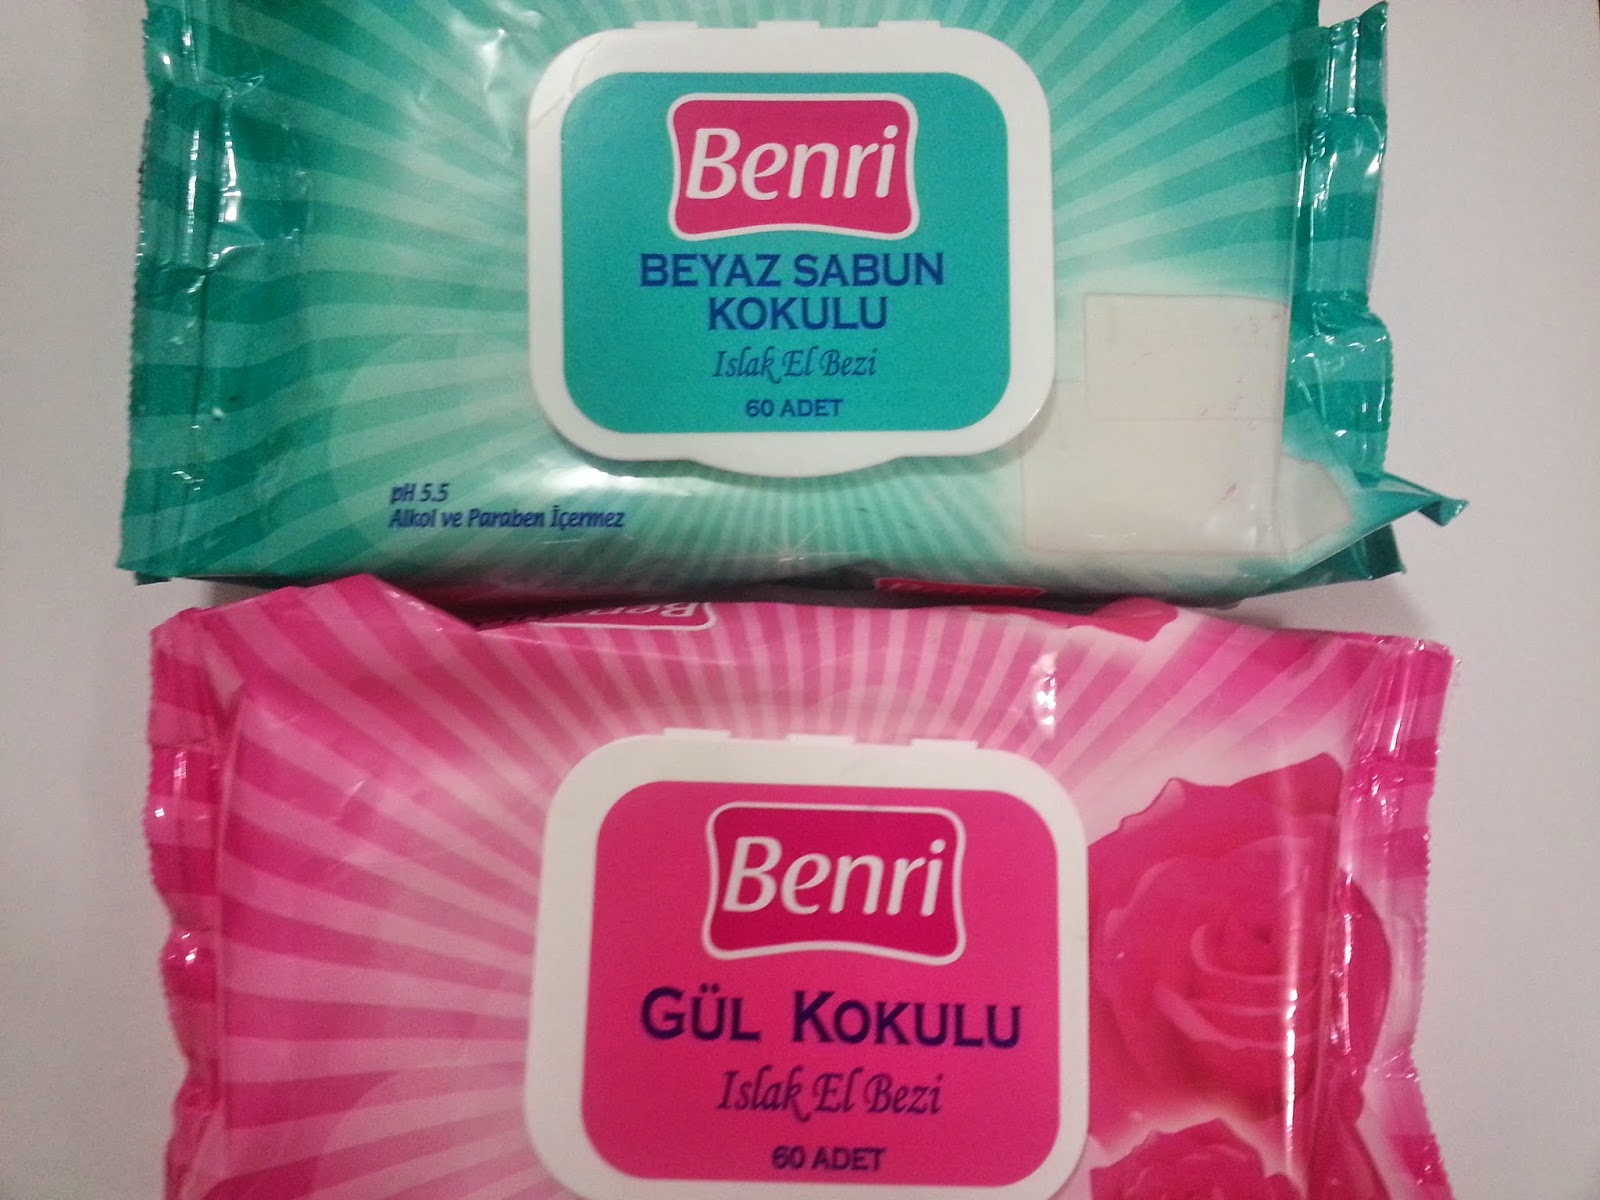 Benri
BEYAZ SABUN
KOKULU
Islak El Bezi
60 ADET
pH 5.5
Alkol ve Paraben İçermez
Benri
GÜL KOKULU
Islak El Bezi
60 ADET